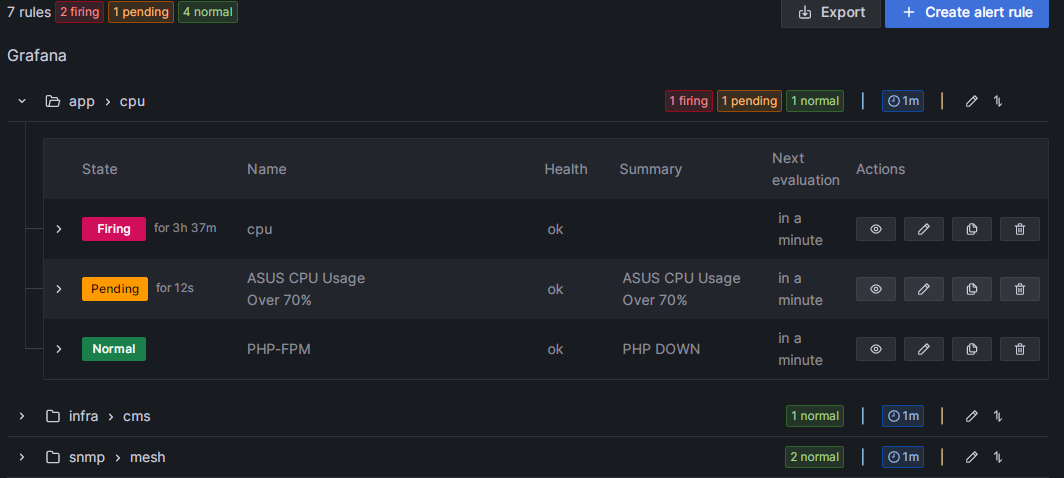 7 rules 2 firing 1 pending 4 normal Export + Create alert rule
Grafana
app > cpu 1 firing 1 pending 1 normal 1m
State Name Health Summary Next evaluation Actions
Firing for 3h 37m cpu ok in a minute
Pending for 12s ASUS CPU Usage Over 70% ok ASUS CPU Usage Over 70% in a minute
Normal PHP-FPM ok PHP DOWN in a minute
infra > cms 1 normal 1m
snmp > mesh 2 normal 1m